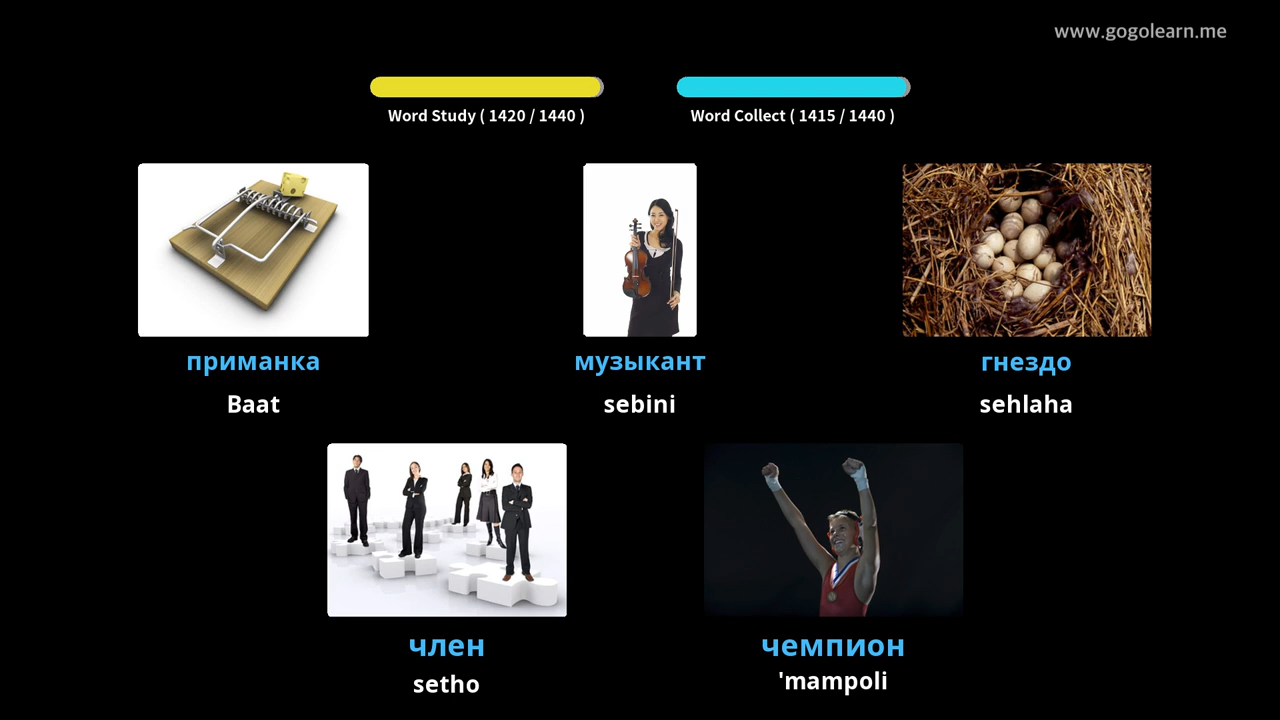 www.gogolearn.me
Word Study ( 1420 / 1440 )
Word Collect ( 1415 / 1440 )
приманка
Baat
музыкант
sebini
гнездо
sehlaha
член
setho
чемпион
'mampoli